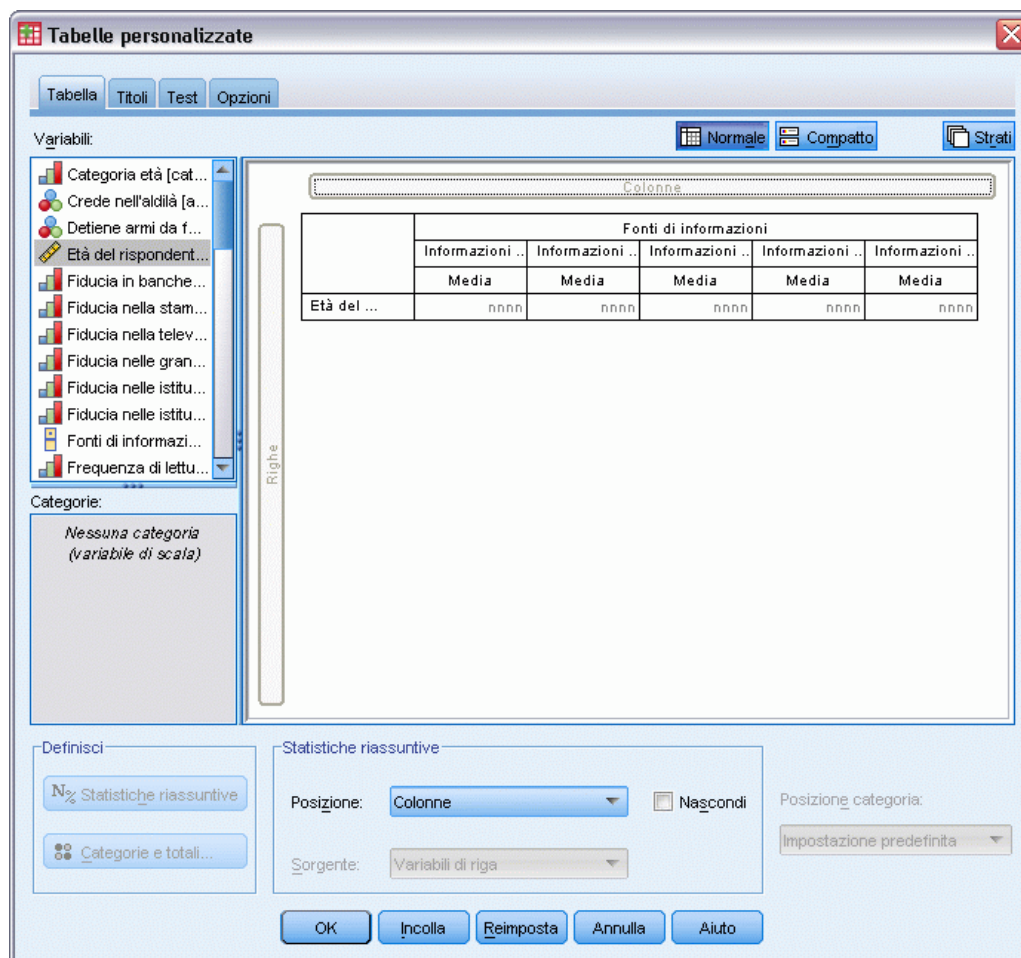 Tabelle personalizzate
Tabella Titoli Test Opzioni
Variabili:
Normale Compatto Strati
Categoria età [cat...
Crede nell'aldilà [a...
Detiene armi da f...
Età del rispondent...
Fiducia in banche...
Fiducia nella stam...
Fiducia nella telev...
Fiducia nelle gran...
Fiducia nelle istitu...
Fiducia nelle istitu...
Fonti di informazi...
Frequenza di lettu...
Categorie:
Nessuna categoria
(variabile di scala)
Colonne
Righe
Fonti di informazioni
Informazioni .. Informazioni .. Informazioni .. Informazioni .. Informazioni ..
Media Media Media Media Media
Età del ... nnnn nnnn nnnn nnnn nnnn
Definisci
N% Statistiche riassuntive
Categorie e totali...
Statistiche riassuntive
Posizione: Colonne Nascondi
Sorgente: Variabili di riga
Posizione categoria:
Impostazione predefinita
OK Incolla Reimposta Annulla Aiuto